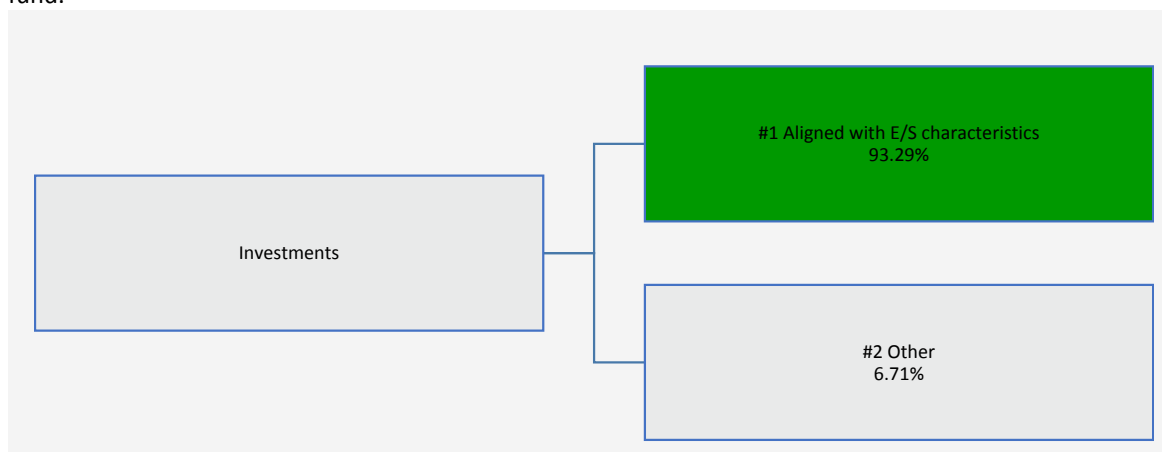 fund.
#1 Aligned with E/S characteristics
93.29%
Investments
#2 Other
6.71%